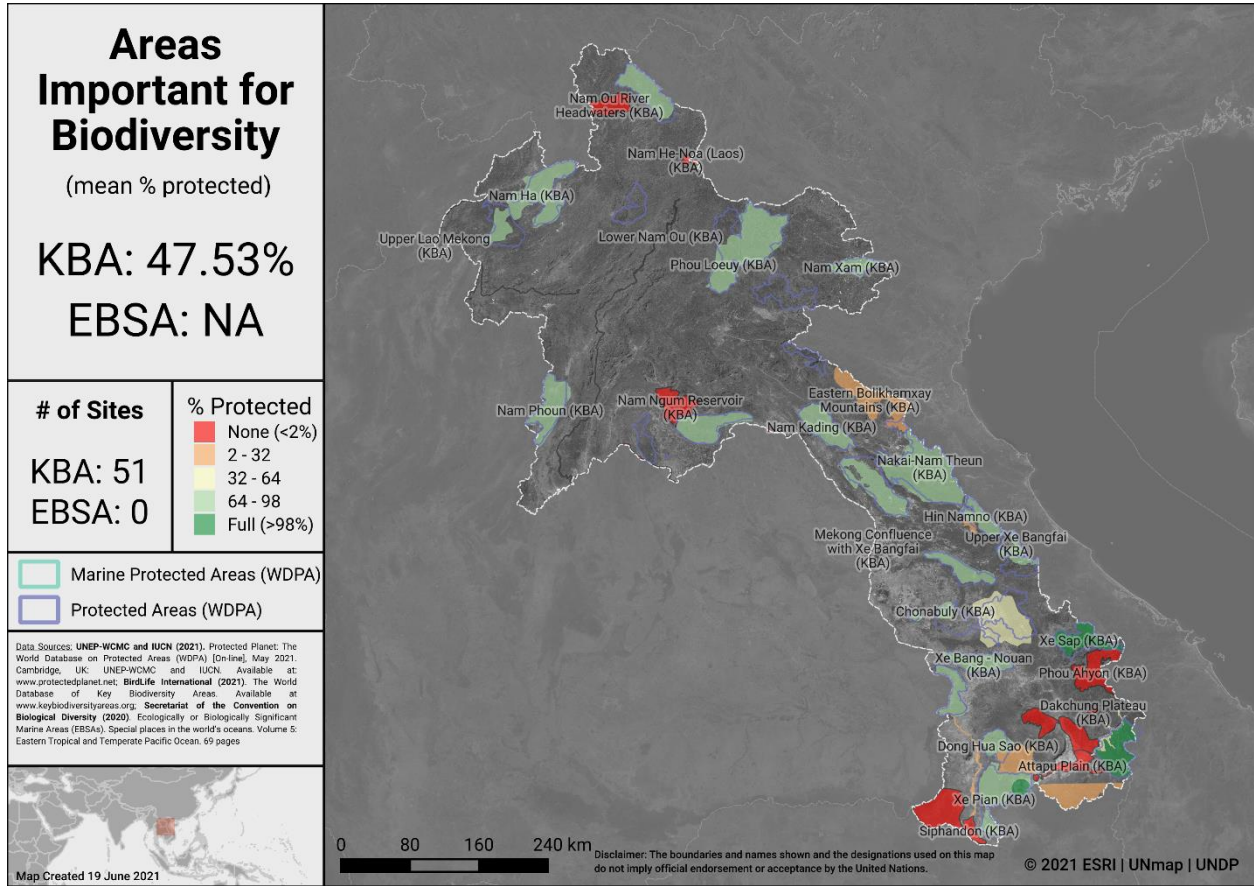 Areas
Important for
Biodiversity
(mean % protected)
KBA: 47.53%
EBSA: NA
# of Sites
KBA: 51
EBSA: 0
% Protected
None (<2%)
2 - 32
32 - 64
64 - 98
Full (>98%)
Marine Protected Areas (WDPA)
Protected Areas (WDPA)
Data Sources: UNEP-WCMC and IUCN (2021). Protected Planet: The
World Database on Protected Areas (WDPA) [On-line], May 2021.
Cambridge, UK: UNEP-WCMC and IUCN. Available at:
www.protectedplanet.net; BirdLife International (2021). The World
Database of Key Biodiversity Areas. Available at
www.keybiodiversityareas.org; Secretariat of the Convention on
Biological Diversity (2020). Ecologically or Biologically Significant
Marine Areas (EBSAs). Special places in the world's oceans. Volume 5:
Eastern Tropical and Temperate Pacific Ocean. 69 pages
Map Created 19 June 2021
Nam Ou River
Headwaters (KBA)
Nam He-Noa (Laos)
(KBA)
Nam Ha (KBA)
Upper Lao Mekong
(KBA)
Lower Nam Ou (KBA)
Phou Loeuy (KBA)
Nam Xam (KBA)
Nam Phoun (KBA)
Nam Ngum Reservoir
(KBA)
Eastern Bolikhamxay
Mountains (KBA)
Nam Kading (KBA)
Nakai-Nam Theun
(KBA)
Hin Namno (KBA)
Mekong Confluence
with Xe Bangfai
(KBA)
Upper Xe Bangfai
(KBA)
Chonabuly (KBA)
Xe Sap (KBA)
Xe Bang - Nouan
(KBA)
Phou Ahyon (KBA)
Dakchung Plateau
(KBA)
Dong Hua Sao (KBA)
Attapu Plain (KBA)
Xe Pian (KBA)
Siphandon (KBA)
0 80 160 240 km
Disclaimer: The boundaries and names shown and the designations used on this map
do not imply official endorsement or acceptance by the United Nations.
© 2021 ESRI | UNmap | UNDP